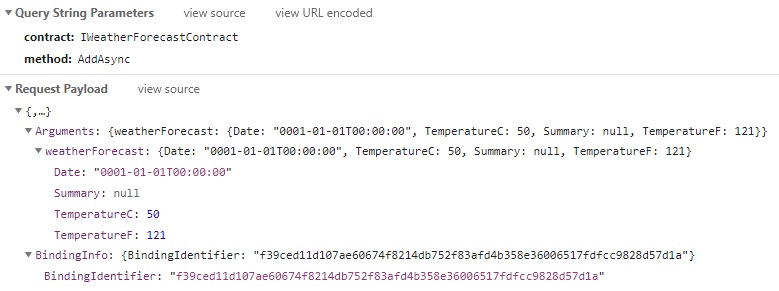 Query String Parameters view source view URL encoded
contract: IWeatherForecastContract
method: AddAsync
Request Payload view source
{,…}
Arguments: {weatherForecast: {Date: "0001-01-01T00:00:00", TemperatureC: 50, Summary: null, TemperatureF: 121}}
weatherForecast: {Date: "0001-01-01T00:00:00", TemperatureC: 50, Summary: null, TemperatureF: 121}
Date: "0001-01-01T00:00:00"
Summary: null
TemperatureC: 50
TemperatureF: 121
BindingInfo: {BindingIdentifier: "f39ced11d107ae60674f8214db752f83afd4b358e36006517fdfcc9828d57d1a"}
BindingIdentifier: "f39ced11d107ae60674f8214db752f83afd4b358e36006517fdfcc9828d57d1a"